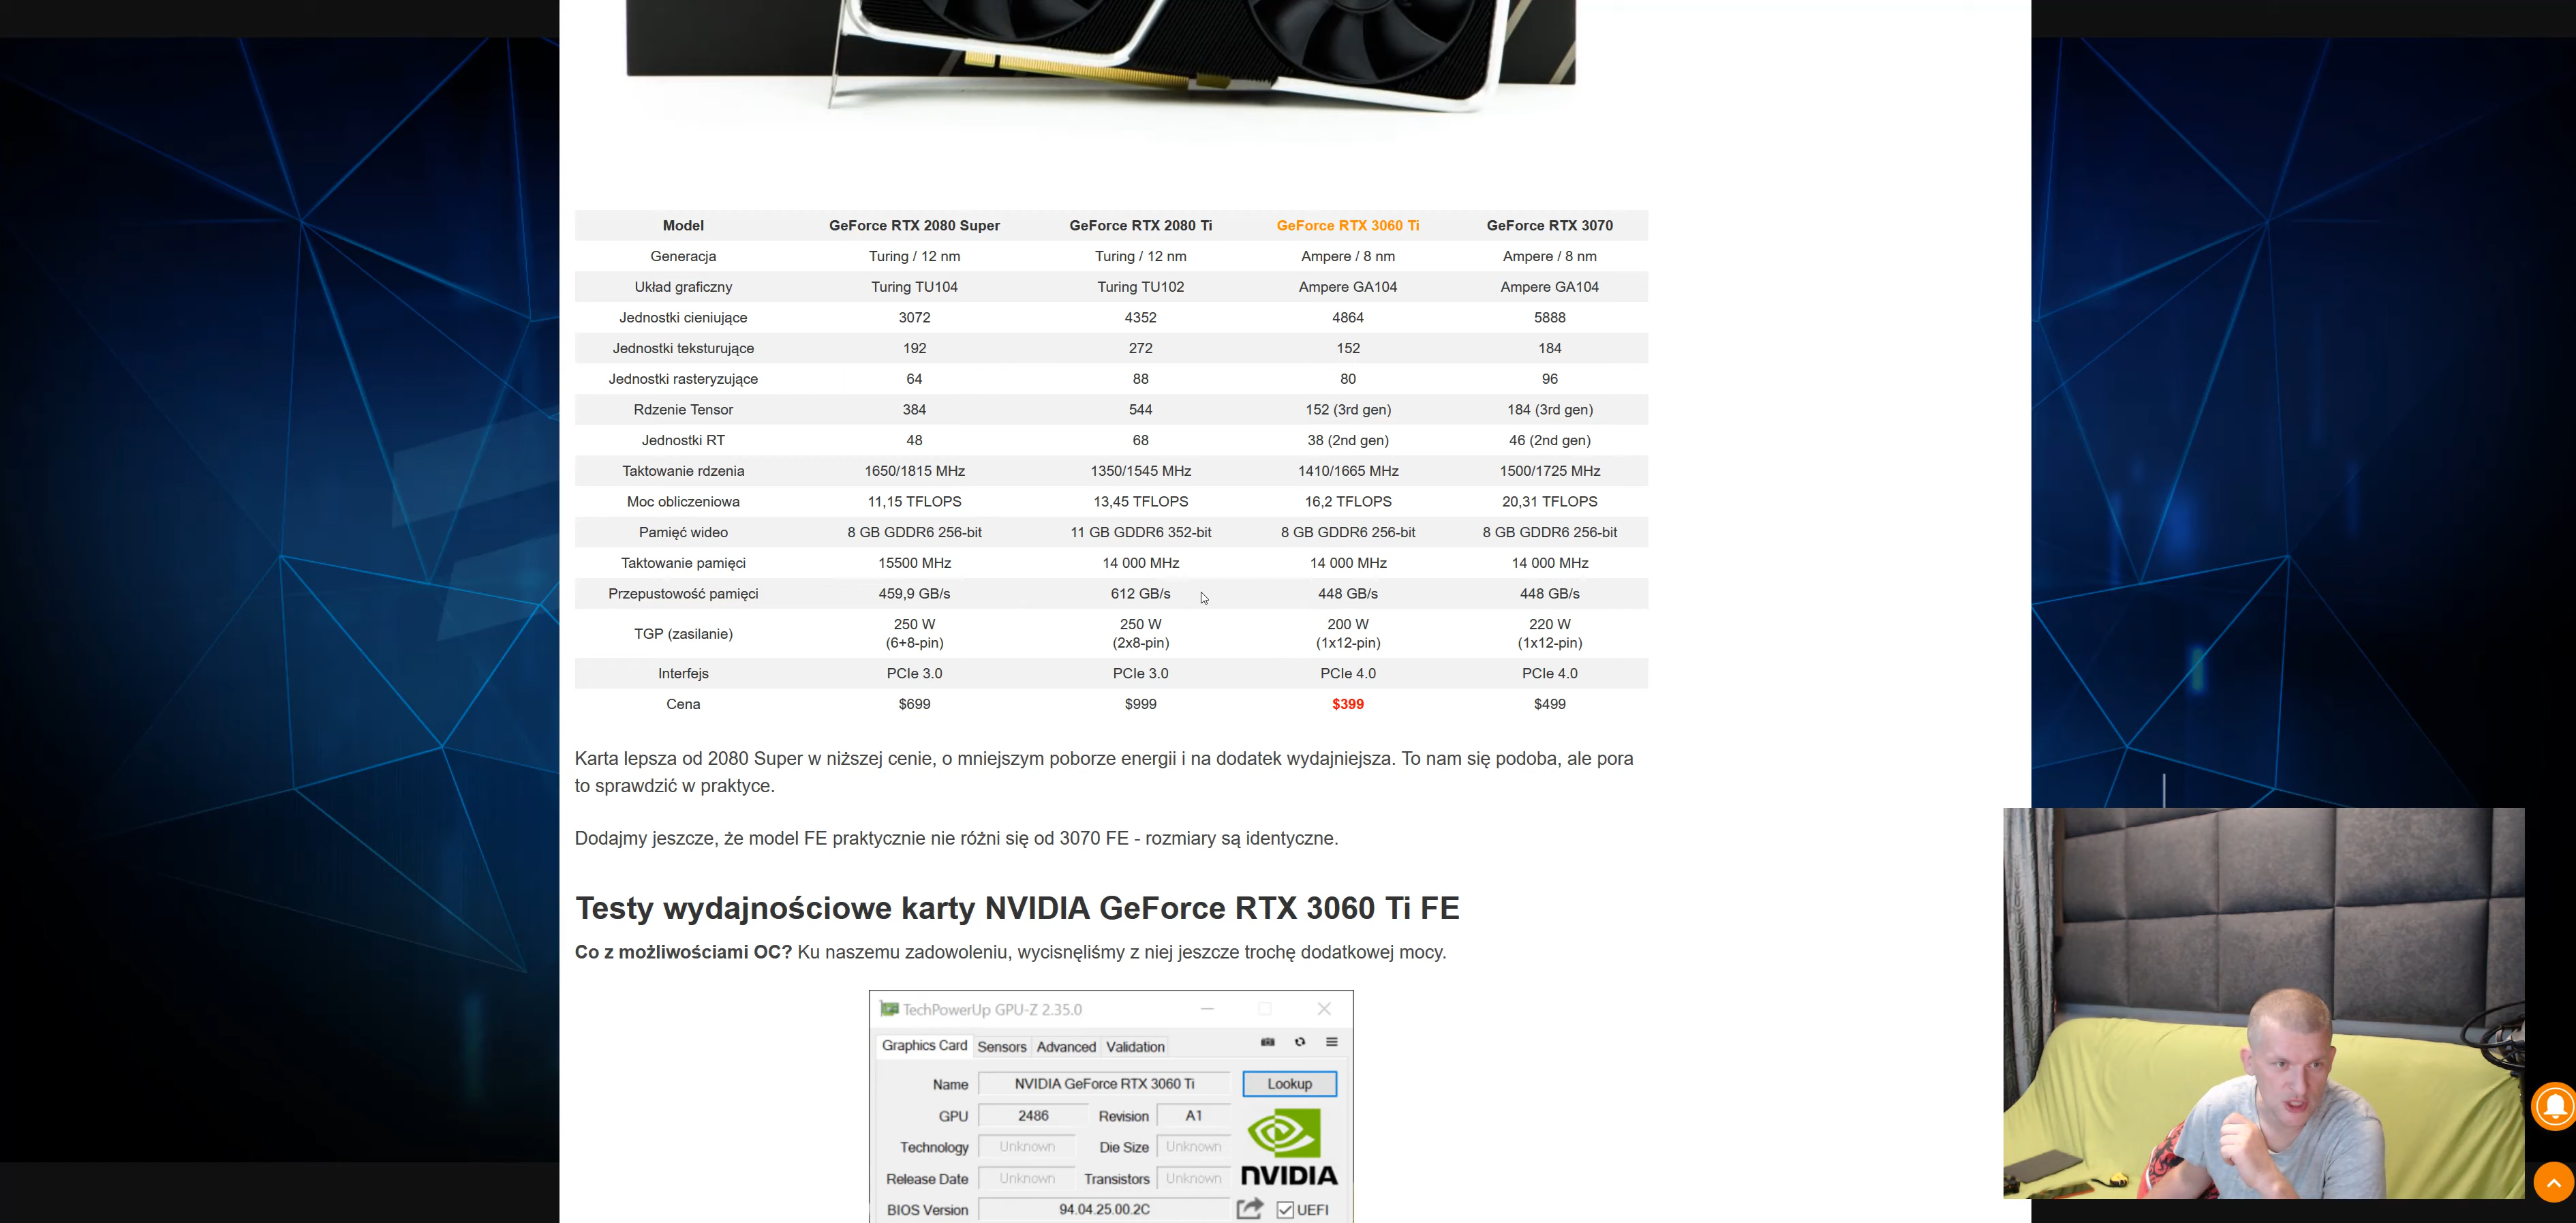 Model GeForce RTX 2080 Super GeForce RTX 2080 Ti GeForce RTX 3060 Ti GeForce RTX 3070
Generacja Turing / 12 nm Turing / 12 nm Ampere / 8 nm Ampere / 8 nm
Układ graficzny Turing TU104 Turing TU102 Ampere GA104 Ampere GA104
Jednostki cieniujące 3072 4352 4864 5888
Jednostki teksturujące 192 272 152 184
Jednostki rasteryzujące 64 88 80 96
Rdzenie Tensor 384 544 152 (3rd gen) 184 (3rd gen)
Jednostki RT 48 68 38 (2nd gen) 46 (2nd gen)
Taktowanie rdzenia 1650/1815 MHz 1350/1545 MHz 1410/1665 MHz 1500/1725 MHz
Moc obliczeniowa 11,15 TFLOPS 13,45 TFLOPS 16,2 TFLOPS 20,31 TFLOPS
Pamięć wideo 8 GB GDDR6 256-bit 11 GB GDDR6 352-bit 8 GB GDDR6 256-bit 8 GB GDDR6 256-bit
Taktowanie pamięci 15500 MHz 14 000 MHz 14 000 MHz 14 000 MHz
Przepustowość pamięci 459,9 GB/s 612 GB/s 448 GB/s 448 GB/s
TGP (zasilanie) 250 W 250 W 200 W 220 W
(6+8-pin) (2x8-pin) (1x12-pin) (1x12-pin)
Interfejs PCIe 3.0 PCIe 3.0 PCIe 4.0 PCIe 4.0
Cena $699 $999 $399 $499
Karta lepsza od 2080 Super w niższej cenie, o mniejszym poborze energii i na dodatek wydajniejsza. To nam się podoba, ale pora
to sprawdzić w praktyce.
Dodajmy jeszcze, że model FE praktycznie nie różni się od 3070 FE - rozmiary są identyczne.
Testy wydajnościowe karty NVIDIA GeForce RTX 3060 Ti FE
Co z możliwościami OC? Ku naszemu zadowoleniu, wycisnęliśmy z niej jeszcze trochę dodatkowej mocy.
TechPowerUp GPU-Z 2.35.0
Graphics Card Sensors Advanced Validation
Name NVIDIA GeForce RTX 3060 Ti Lookup
GPU 2486 Revision A1
Technology Unknown Die Size Unknown
Release Date Unknown Transistors Unknown
NVIDIA
BIOS Version 94.04.25.00.2C UEFI